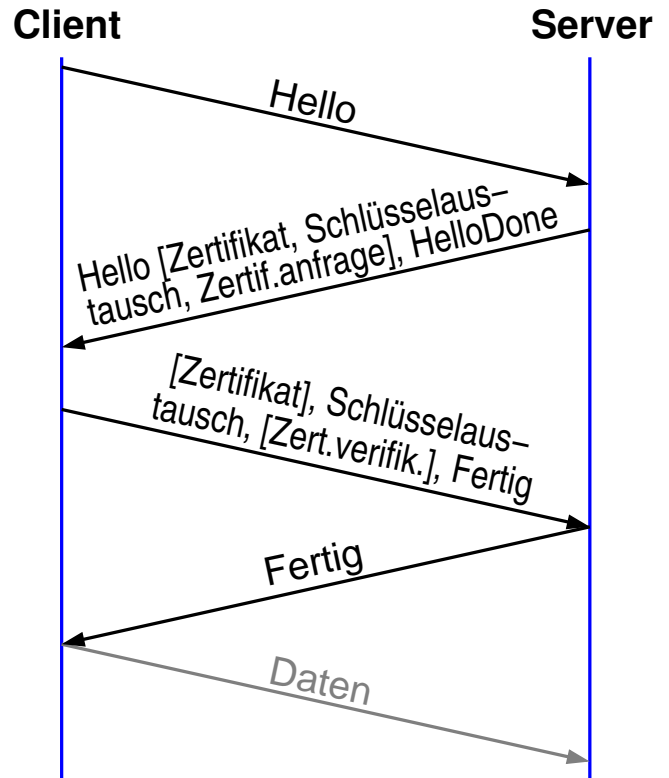 Client
Server
Hello
Hello [Zertifikat, Schlüsselaus–
tausch, Zertif.anfrage], HelloDone
[Zertifikat], Schlüsselaus–
tausch, [Zert.verifik.], Fertig
Fertig
Daten